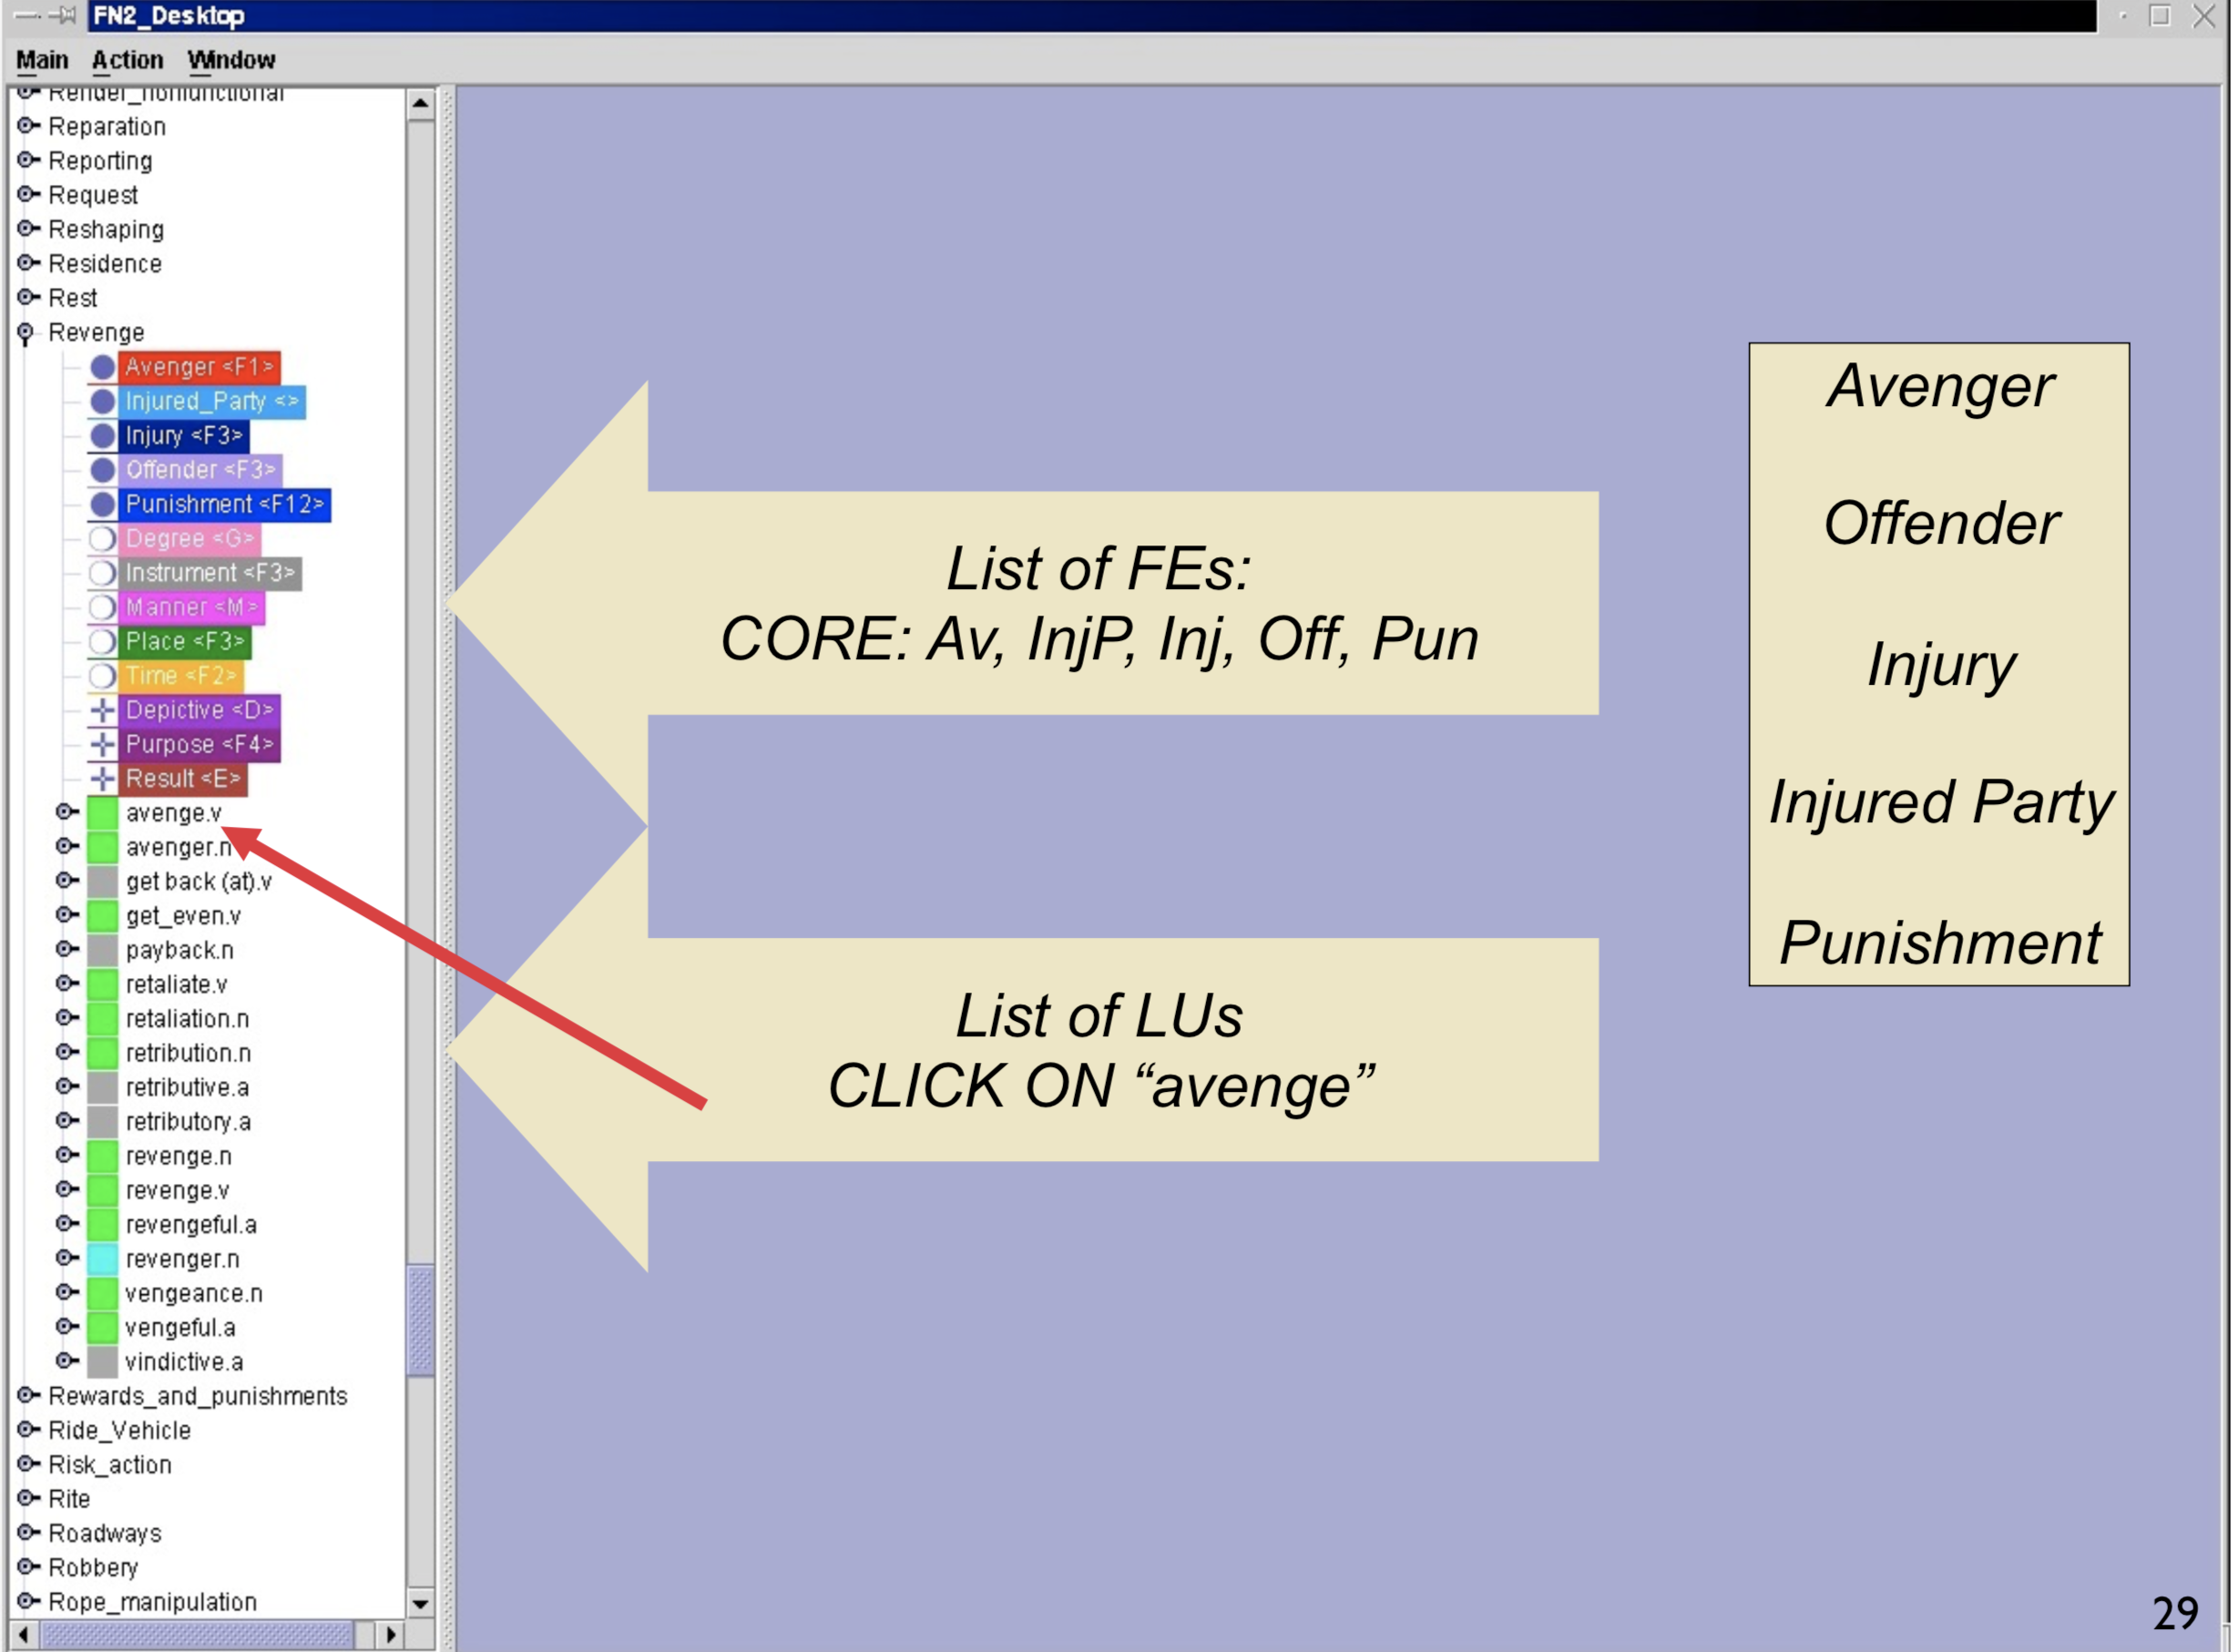 FN2_Desktop
Main Action Window
Render_nonfunctional
Reparation
Reporting
Request
Reshaping
Residence
Rest
Revenge
Avenger <F1>
Injured_Party <>
Injury <F3>
Offender <F3>
Punishment <F12>
Degree <G>
Instrument <F3>
Manner <M>
Place <F3>
Time <F2>
Depictive <D>
Purpose <F4>
Result <E>
avenge.v
avenger.n
get back (at).v
get_even.v
payback.n
retaliate.v
retaliation.n
retribution.n
retributive.a
retributory.a
revenge.n
revenge.v
revengeful.a
revenger.n
vengeance.n
vengeful.a
vindictive.a
Rewards_and_punishments
Ride_Vehicle
Risk_action
Rite
Roadways
Robbery
Rope_manipulation
List of FEs:
CORE: Av, InjP, Inj, Off, Pun
List of LUs
CLICK ON “avenge”
Avenger
Offender
Injury
Injured Party
Punishment
29